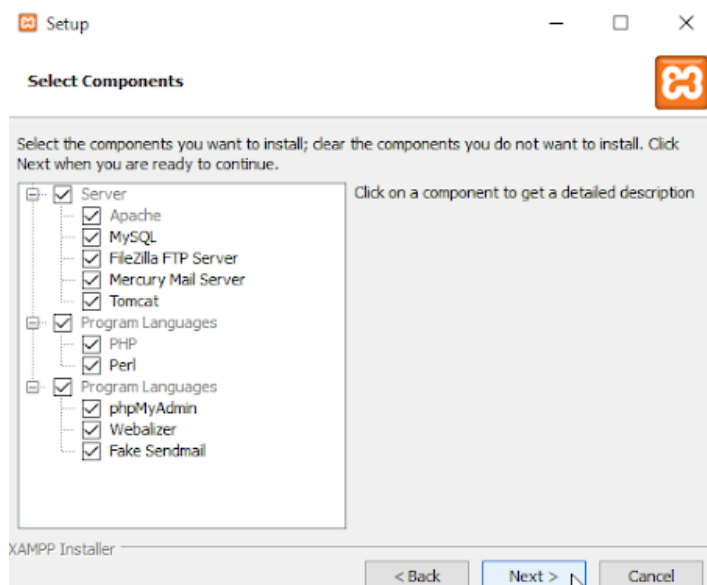 Setup
Select Components
Select the components you want to install; clear the components you do not want to install. Click
Next when you are ready to continue.
Server
Apache
MySQL
FileZilla FTP Server
Mercury Mail Server
Tomcat
Program Languages
PHP
Perl
Program Languages
phpMyAdmin
Webalizer
Fake Sendmail
Click on a component to get a detailed description
XAMPP Installer
< Back
Next >
Cancel